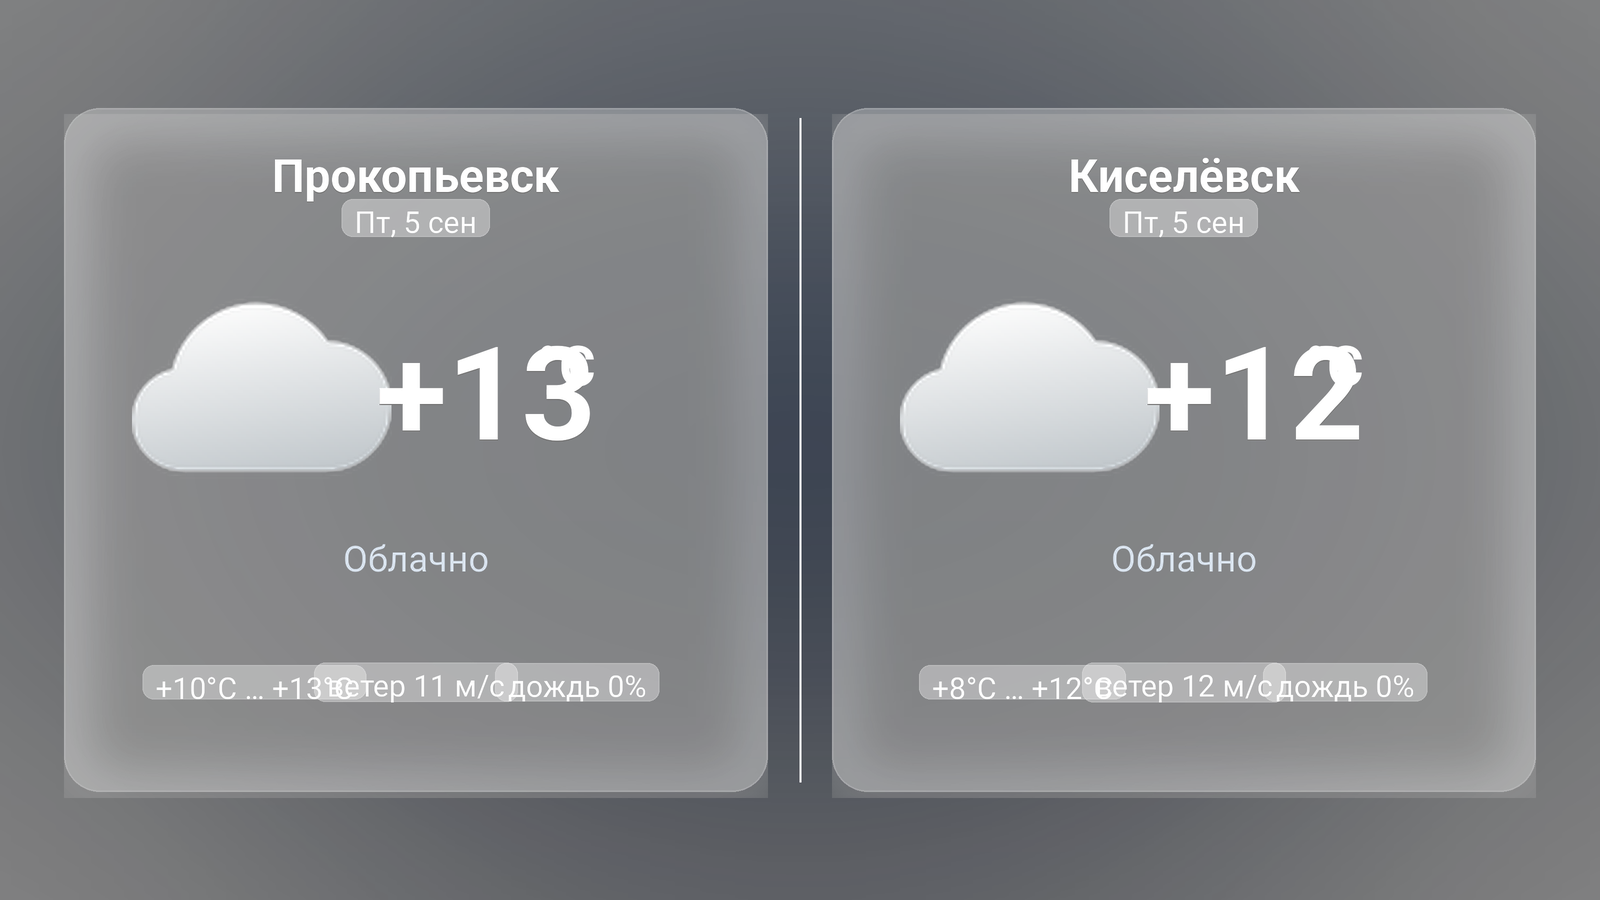 Прокопьевск
Пт, 5 сен
+13°C
Облачно
+10°C ... +13°C ветер 11 м/с дождь 0%
Киселёвск
Пт, 5 сен
+12°C
Облачно
+8°C ... +12°C ветер 12 м/с дождь 0%